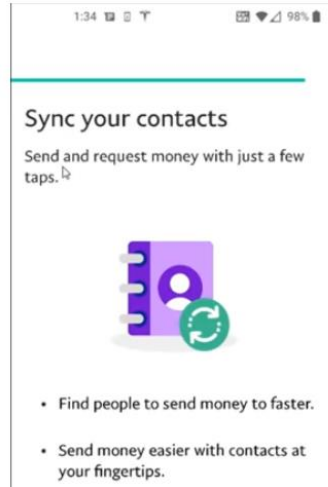 1:34
98%
Sync your contacts
Send and request money with just a few
taps.
• Find people to send money to faster.
• Send money easier with contacts at
your fingertips.